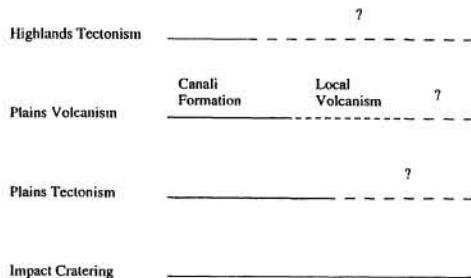 ?
Highlands Tectonism
Canali Local
Formation Volcanism ?
Plains Volcanism
?
Plains Tectonism
Impact Cratering